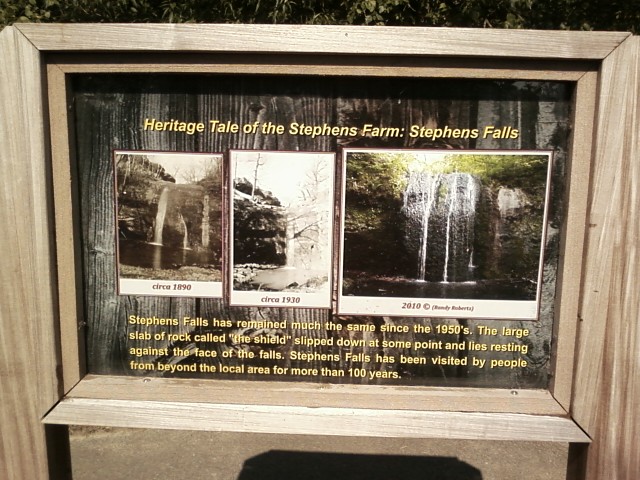 Heritage Tale of the Stephens Farm: Stephens Falls
circa 1890
circa 1930
2010 © (Randy Roberts)
Stephens Falls has remained much the same since the 1950's. The large
slab of rock called "the shield" slipped down at some point and lies resting
against the face of the falls. Stephens Falls has been visited by people
from beyond the local area for more than 100 years.